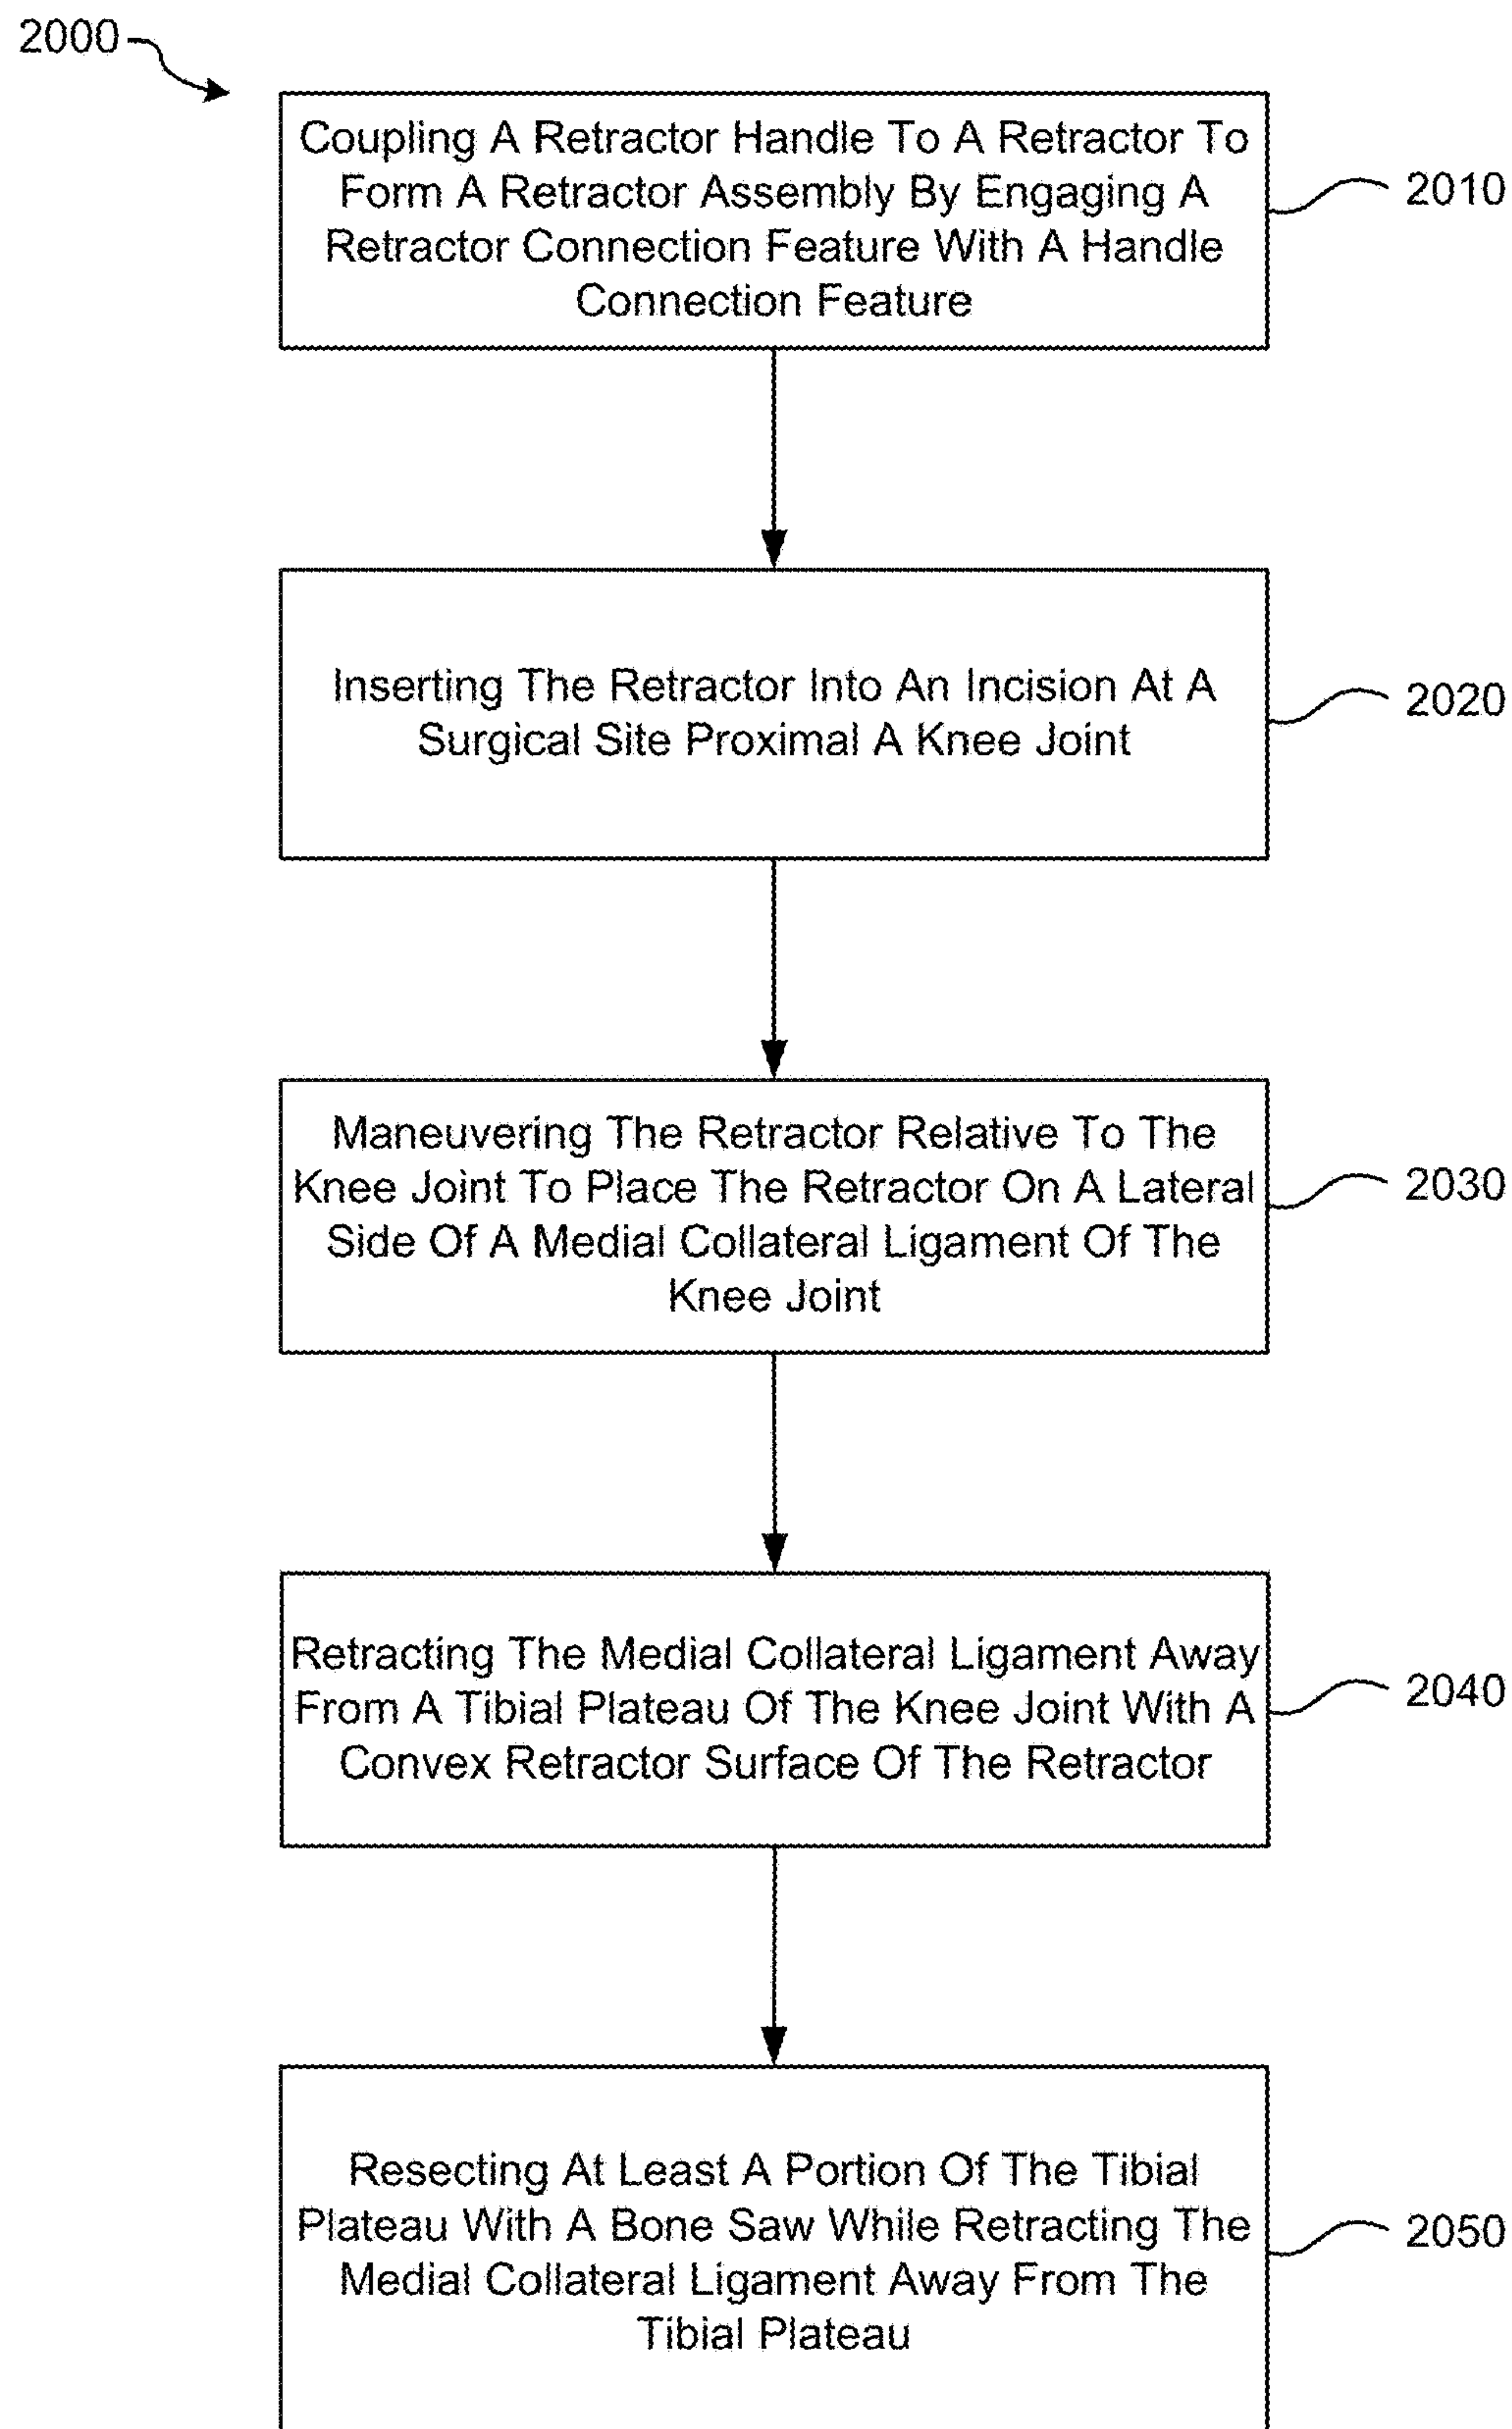 2000
Coupling A Retractor Handle To A Retractor To
Form A Retractor Assembly By Engaging A
Retractor Connection Feature With A Handle
Connection Feature
2010
Inserting The Retractor Into An Incision At A
Surgical Site Proximal A Knee Joint
2020
Maneuvering The Retractor Relative To The
Knee Joint To Place The Retractor On A Lateral
Side Of A Medial Collateral Ligament Of The
Knee Joint
2030
Retracting The Medial Collateral Ligament Away
From A Tibial Plateau Of The Knee Joint With A
Convex Retractor Surface Of The Retractor
2040
Resecting At Least A Portion Of The Tibial
Plateau With A Bone Saw While Retracting The
Medial Collateral Ligament Away From The
Tibial Plateau
2050